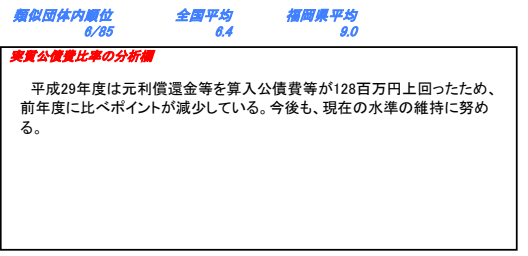 類似団体内順位 全国平均 福岡県平均
6/85 6.4 9.0
実質公債費比率の分析欄
平成29年度は元利償還金等を算入公債費等が128百万円上回ったため、
前年度に比べポイントが減少している。今後も、現在の水準の維持に努め
る。